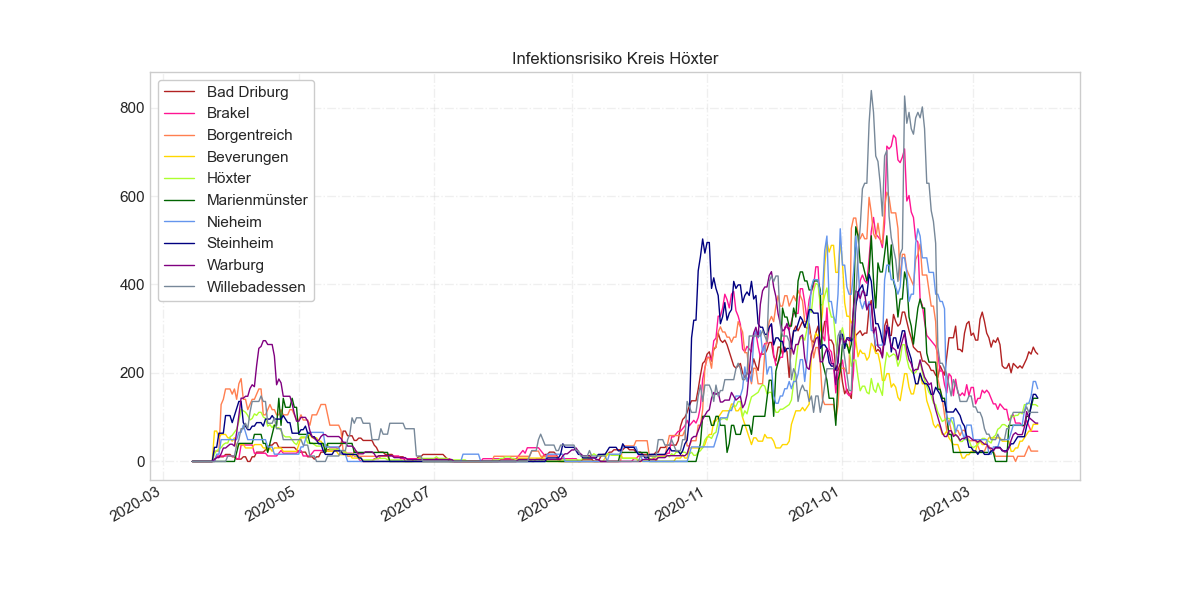 Infektionsrisiko Kreis Höxter
Bad Driburg
Brakel
Borgentreich
Beverungen
Höxter
Marienmünster
Nieheim
Steinheim
Warburg
Willebadessen
800
600
400
200
0
2020-03
2020-05
2020-07
2020-09
2020-11
2021-01
2021-03